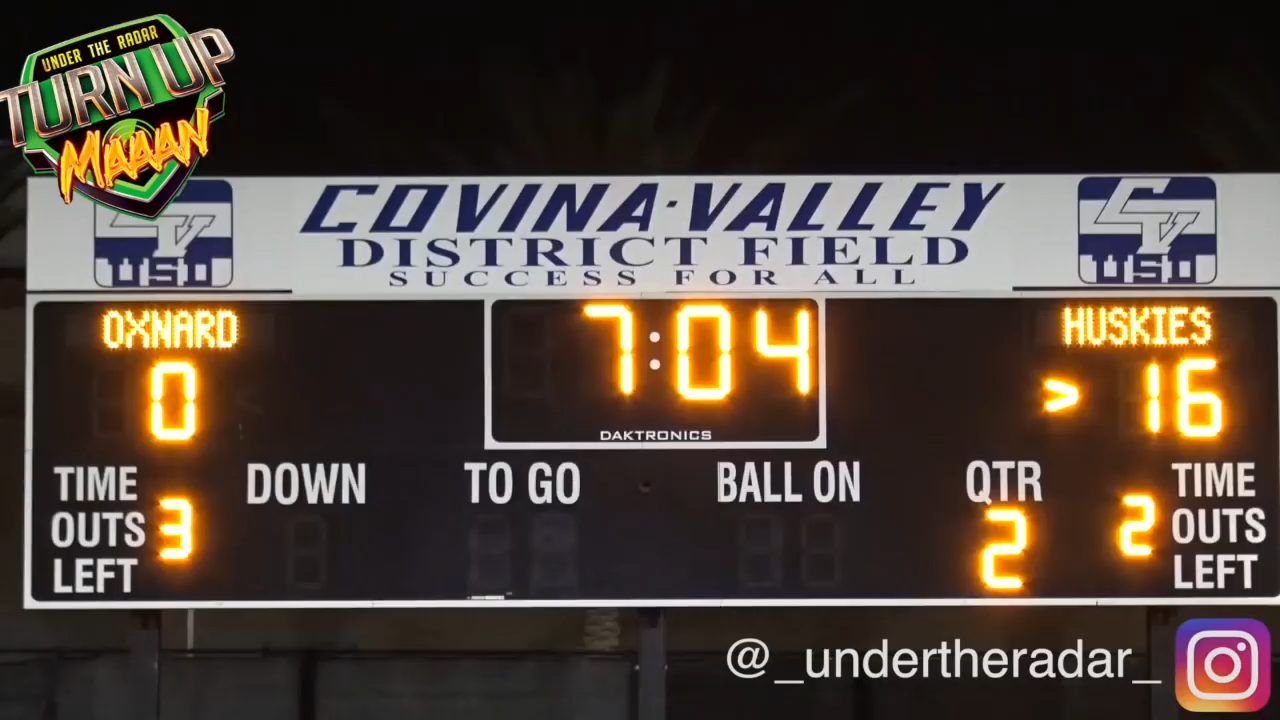 UNDER THE RADAR
TURN UP
MAAAN
COVINA-VALLEY
DISTRICT FIELD
SUCCESS FOR ALL
CV
USD
CV
USD
OXNARD
7:04
HUSKIES
0
> 16
DAKTRONICS
TIME
OUTS 3
LEFT
DOWN
TO GO
BALL ON
QTR
2
TIME
2 OUTS
LEFT
@_undertheradar_